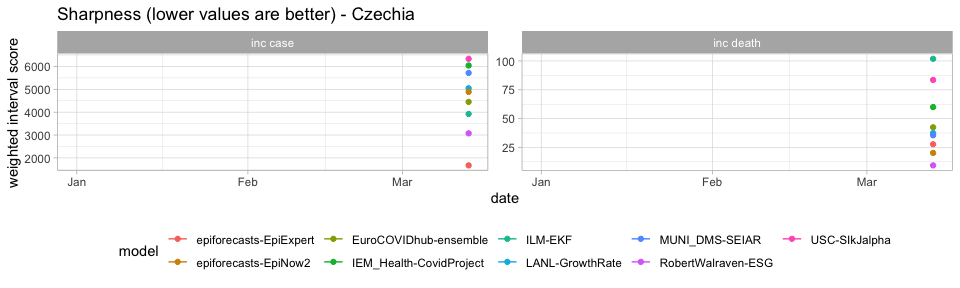 Sharpness (lower values are better) - Czechia
inc case
inc death
weighted interval score
6000
5000
4000
3000
2000
100
75
50
25
Jan
Feb
Mar
Jan
Feb
Mar
date
model
epiforecasts-EpiExpert
EuroCOVIDhub-ensemble
ILM-EKF
MUNI_DMS-SEIAR
USC-SIkJalpha
epiforecasts-EpiNow2
IEM_Health-CovidProject
LANL-GrowthRate
RobertWalraven-ESG